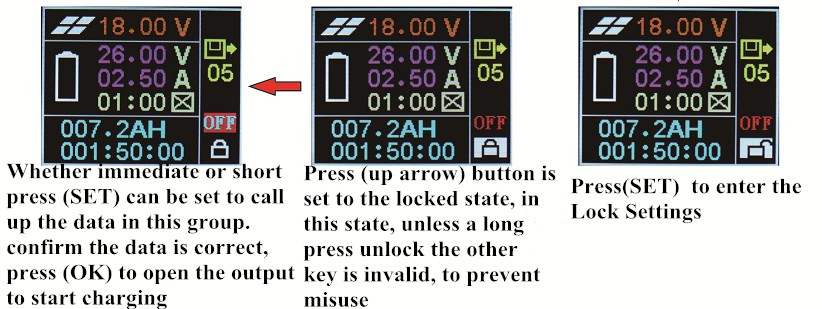 18.00 V
26.00 V
02.50 A
01:00
007.2AH
001:50:00
05
OFF
Whether immediate or short
press (SET) can be set to call
up the data in this group.
confirm the data is correct,
press (OK) to open the output
to start charging
18.00 V
26.00 V
02.50 A
01:00
007.2AH
001:50:00
05
OFF
Press (up arrow) button is
set to the locked state, in
this state, unless a long
press unlock the other
key is invalid, to prevent
misuse
18.00 V
26.00 V
02.50 A
01:00
007.2AH
001:50:00
05
OFF
Press(SET) to enter the
Lock Settings